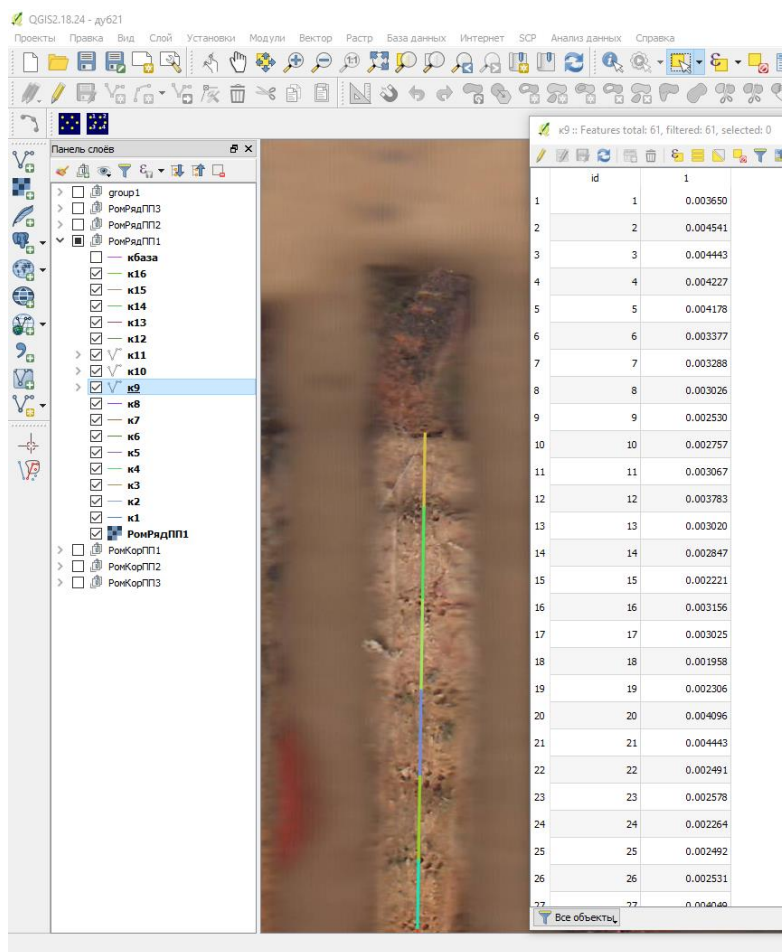 QGIS2.18.24 - ду621
Проекты Правка Вид Слой Установки Модули Вектор Растр База данных Интернет SCP Анализ данных Справка
Панель слоёв
group1
РомРядПП3
РомРядПП2
РомРядПП1
кбаза
к16
к15
к14
к13
к12
к11
к10
к9
к8
к7
к6
к5
к4
к3
к2
к1
РомРядПП1
РомКорПП1
РомКорПП2
РомКорПП3
к9 :: Features total: 61, filtered: 61, selected: 0
id 1
1 1 0.003650
2 2 0.004541
3 3 0.004443
4 4 0.004227
5 5 0.004178
6 6 0.003377
7 7 0.003288
8 8 0.003026
9 9 0.002530
10 10 0.002757
11 11 0.003067
12 12 0.003783
13 13 0.003020
14 14 0.002847
15 15 0.002221
16 16 0.003156
17 17 0.003025
18 18 0.001958
19 19 0.002306
20 20 0.004096
21 21 0.004443
22 22 0.002491
23 23 0.002578
24 24 0.002264
25 25 0.002492
26 26 0.002531
27 27 0.004049
Все объекты